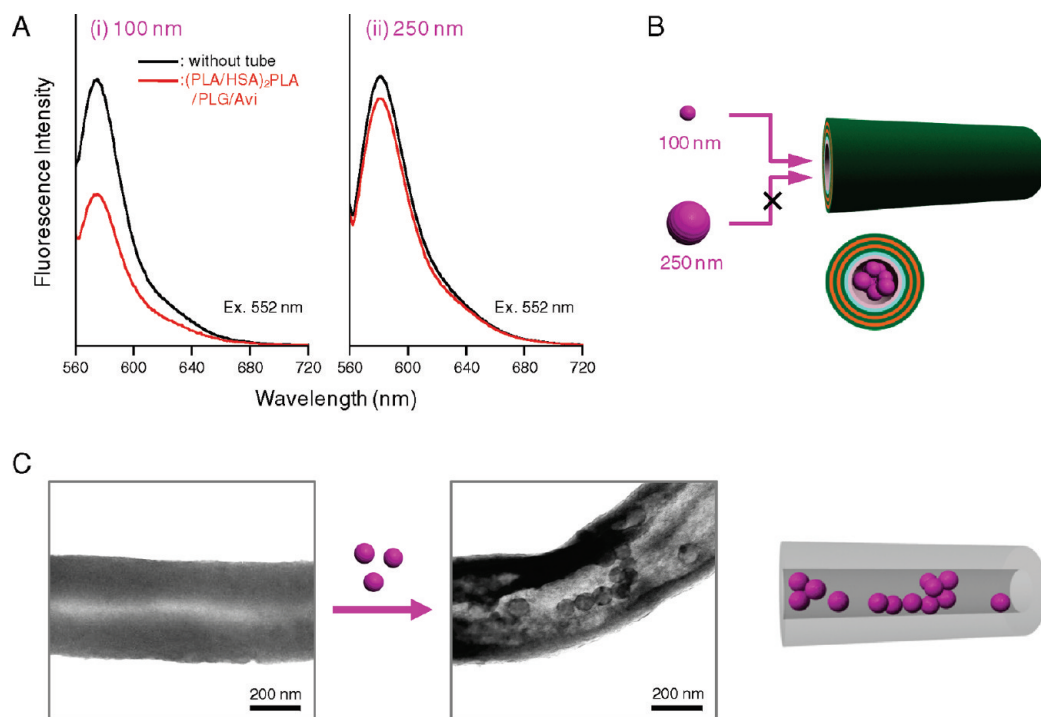 A
(i) 100 nm
: without tube
:(PLA/HSA)₂PLA
/PLG/Avi
Fluorescence Intensity
Ex. 552 nm
560 600 640 680 720
(ii) 250 nm
Ex. 552 nm
560 600 640 680 720
Wavelength (nm)
B
100 nm
250 nm
C
200 nm
200 nm